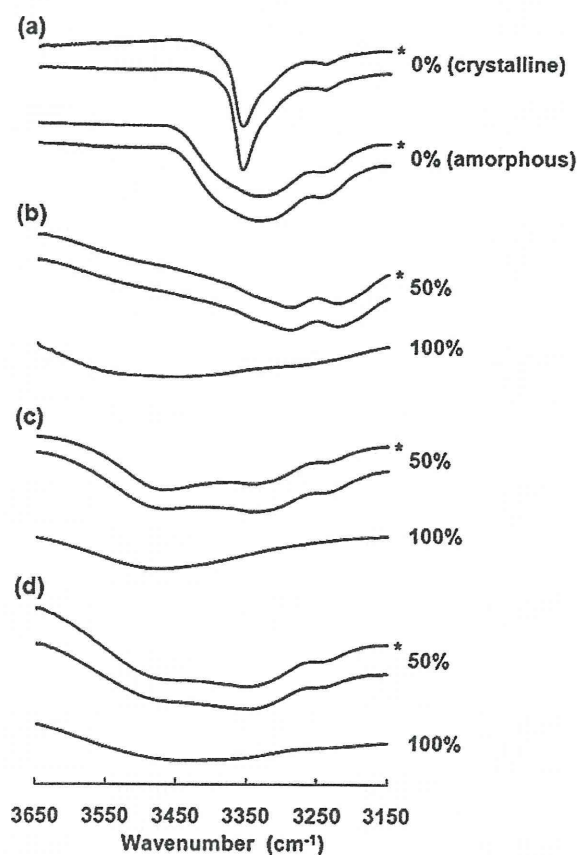 (a)
* 0% (crystalline)
* 0% (amorphous)
(b)
* 50%
100%
(c)
* 50%
100%
(d)
* 50%
100%
3650 3550 3450 3350 3250 3150
Wavenumber (cm⁻¹)